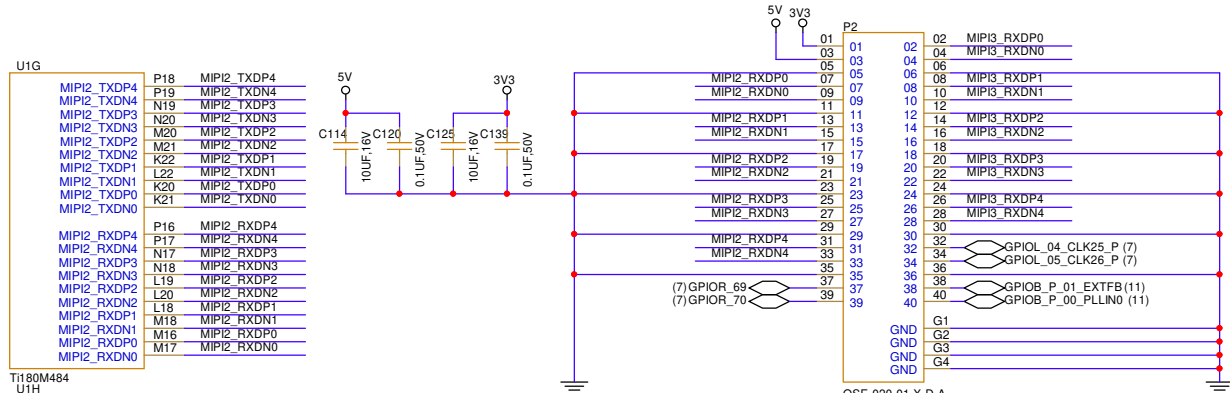 5V
3V3
P2
U1G
MIPI2_TXDP4 P18 MIPI2_TXDP4
MIPI2_TXDN4 P19 MIPI2_TXDN4
MIPI2_TXDP3 N19 MIPI2_TXDP3
MIPI2_TXDN3 N20 MIPI2_TXDN3
MIPI2_TXDP2 M20 MIPI2_TXDP2
MIPI2_TXDN2 M21 MIPI2_TXDN2
MIPI2_TXDP1 K22 MIPI2_TXDP1
MIPI2_TXDN1 L22 MIPI2_TXDN1
MIPI2_TXDP0 K20 MIPI2_TXDP0
MIPI2_TXDN0 K21 MIPI2_TXDN0
MIPI2_RXDP4 P16 MIPI2_RXDP4
MIPI2_RXDN4 P17 MIPI2_RXDN4
MIPI2_RXDP3 N17 MIPI2_RXDP3
MIPI2_RXDN3 N18 MIPI2_RXDN3
MIPI2_RXDP2 L19 MIPI2_RXDP2
MIPI2_RXDN2 L20 MIPI2_RXDN2
MIPI2_RXDP1 L18 MIPI2_RXDP1
MIPI2_RXDN1 M18 MIPI2_RXDN1
MIPI2_RXDP0 M16 MIPI2_RXDP0
MIPI2_RXDN0 M17 MIPI2_RXDN0
Ti180M484
U1H
5V
3V3
C114
10UF,16V
C120
0.1UF,50V
C125
10UF,16V
C139
0.1UF,50V
01 01 02 02 MIPI3_RXDP0
03 03 04 04 MIPI3_RXDN0
05 05 06 06
MIPI2_RXDP0 07 07 08 08 MIPI3_RXDP1
MIPI2_RXDN0 09 09 10 10 MIPI3_RXDN1
11 11 12 12
MIPI2_RXDP1 13 13 14 14 MIPI3_RXDP2
MIPI2_RXDN1 15 15 16 16 MIPI3_RXDN2
17 17 18 18
MIPI2_RXDP2 19 19 20 20 MIPI3_RXDP3
MIPI2_RXDN2 21 21 22 22 MIPI3_RXDN3
23 23 24 24
MIPI2_RXDP3 25 25 26 26 MIPI3_RXDP4
MIPI2_RXDN3 27 27 28 28 MIPI3_RXDN4
29 29 30 30
MIPI2_RXDP4 31 31 32 32 GPIOL_04_CLK25_P (7)
MIPI2_RXDN4 33 33 34 34 GPIOL_05_CLK26_P (7)
35 35 36 36
(7) GPIOR_69 37 37 38 38 GPIOB_P_01_EXTFB (11)
(7) GPIOR_70 39 39 40 40 GPIOB_P_00_PLLIN0 (11)
GND G1
GND G2
GND G3
GND G4